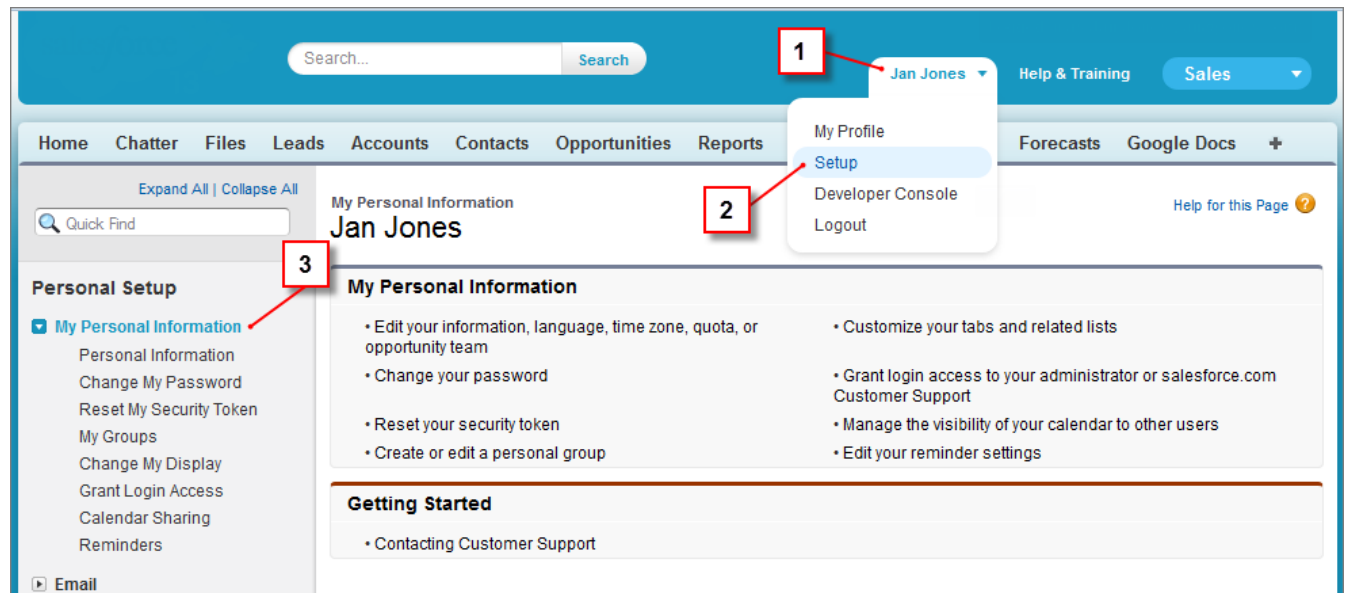 Search...
Search
1
Jan Jones
Help & Training
Sales
Home Chatter Files Leads Accounts Contacts Opportunities Reports
Forecasts Google Docs +
My Profile
Setup
Developer Console
Logout
2
Expand All | Collapse All
Quick Find
3
Personal Setup
My Personal Information
Personal Information
Change My Password
Reset My Security Token
My Groups
Change My Display
Grant Login Access
Calendar Sharing
Reminders
Email
My Personal Information
Jan Jones
Help for this Page ?
My Personal Information
• Edit your information, language, time zone, quota, or
opportunity team
• Change your password
• Reset your security token
• Create or edit a personal group
• Customize your tabs and related lists
• Grant login access to your administrator or salesforce.com
Customer Support
• Manage the visibility of your calendar to other users
• Edit your reminder settings
Getting Started
• Contacting Customer Support